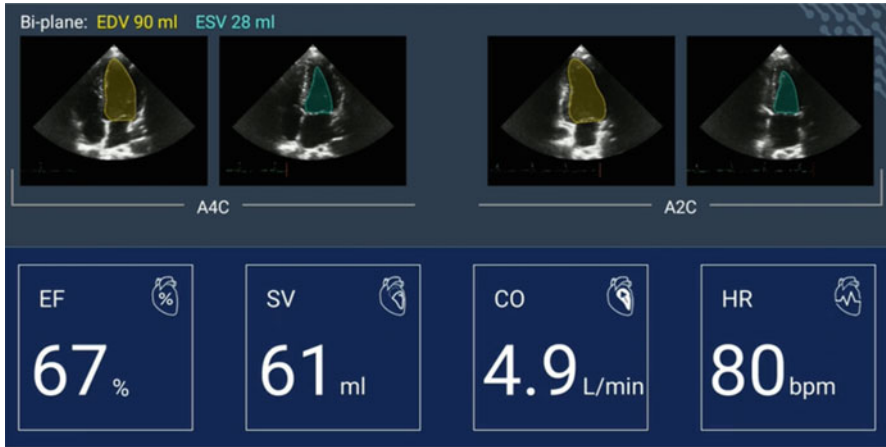 Bi-plane: EDV 90 ml ESV 28 ml
A4C A2C
EF % SV CO HR
67 % 61 ml 4.9 L/min 80 bpm